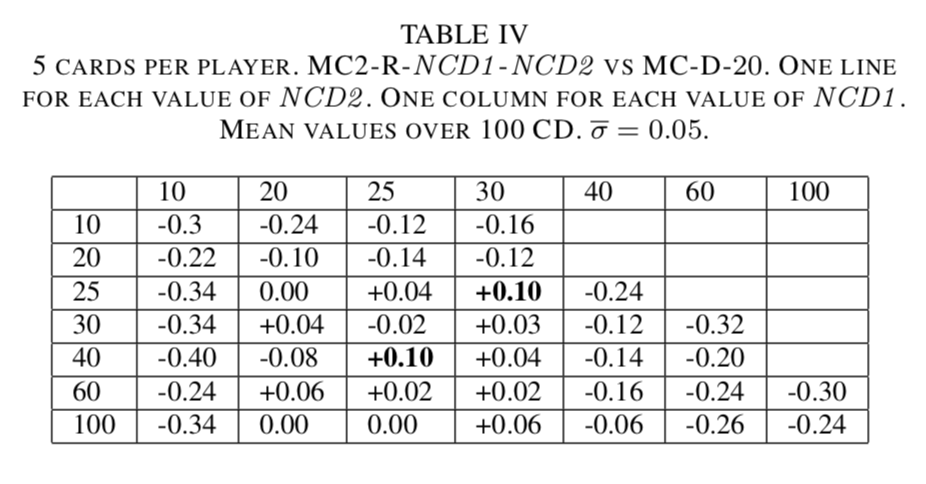 TABLE IV
5 CARDS PER PLAYER. MC2-R-NCD1-NCD2 VS MC-D-20. ONE LINE
FOR EACH VALUE OF NCD2. ONE COLUMN FOR EACH VALUE OF NCD1.
MEAN VALUES OVER 100 CD. σ̅ = 0.05.
10 20 25 30 40 60 100
10 -0.3 -0.24 -0.12 -0.16
20 -0.22 -0.10 -0.14 -0.12
25 -0.34 0.00 +0.04 +0.10 -0.24
30 -0.34 +0.04 -0.02 +0.03 -0.12 -0.32
40 -0.40 -0.08 +0.10 +0.04 -0.14 -0.20
60 -0.24 +0.06 +0.02 +0.02 -0.16 -0.24 -0.30
100 -0.34 0.00 0.00 +0.06 -0.06 -0.26 -0.24